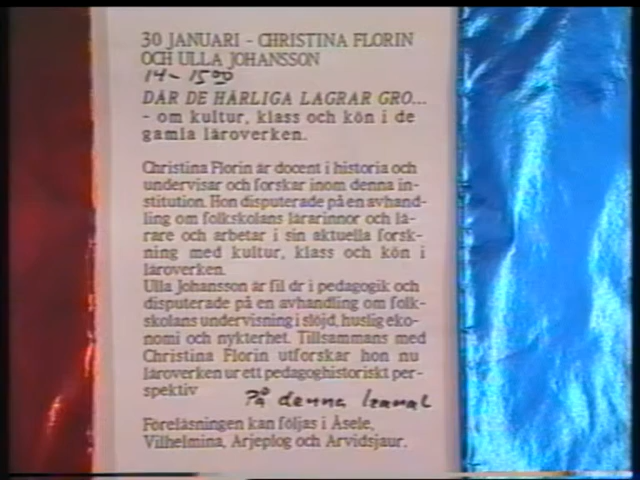 30 JANUARI - CHRISTINA FLORIN
OCH ULLA JOHANSSON
14 - 15 00
DÄR DE HÄRLIGA LAGRAR GRO...
- om kultur, klass och kön i de
gamla läroverken.
Christina Florin är docent i historia och
undervisar och forskar inom denna in-
stitution. Hon disputerade på en avhand-
ling om folkskolans lärarinnor och lä-
rare och arbetar i sin aktuella forsk-
ning med kultur, klass och kön i
läroverken.
Ulla Johansson är fil dr i pedagogik och
disputerade på en avhandling om folk-
skolans undervisning i slöjd, huslig eko-
nomi och nykterhet. Tillsammans med
Christina Florin utforskar hon nu
läroverken ur ett pedagoghistoriskt per-
spektiv
På denna kanal
Föreläsningen kan följas i Åsele,
Vilhelmina, Arjeplog och Arvidsjaur.